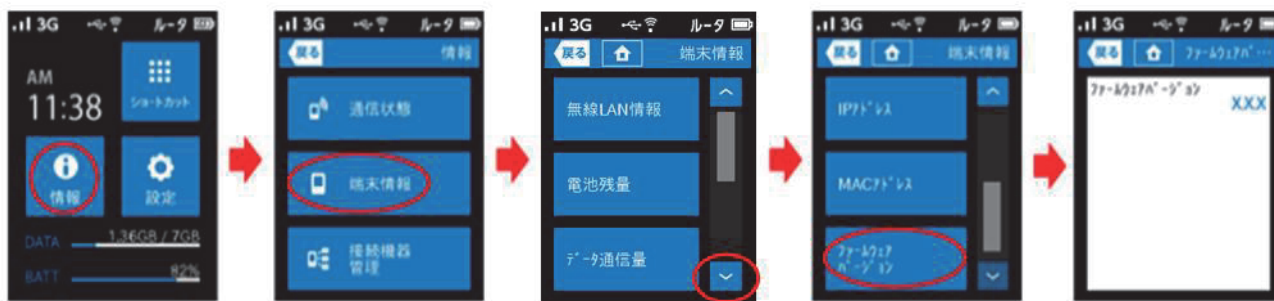 3G ルータ
AM
11:38
ショートカット
情報
設定
DATA 1.36GB / 7GB
BATT 82%
3G ルータ
戻る 情報
通信状態
端末情報
接続機器
管理
3G ルータ
戻る 端末情報
無線LAN情報
電池残量
ﾃﾞｰﾀ通信量
3G ルータ
戻る 端末情報
IPｱﾄﾞﾚｽ
MACｱﾄﾞﾚｽ
ﾌｧｰﾑｳｪｱ
ﾊﾞｰｼﾞｮﾝ
3G ルータ
戻る ﾌｧｰﾑｳｪｱﾊﾞ…
ﾌｧｰﾑｳｪｱﾊﾞｰｼﾞｮﾝ
XXX